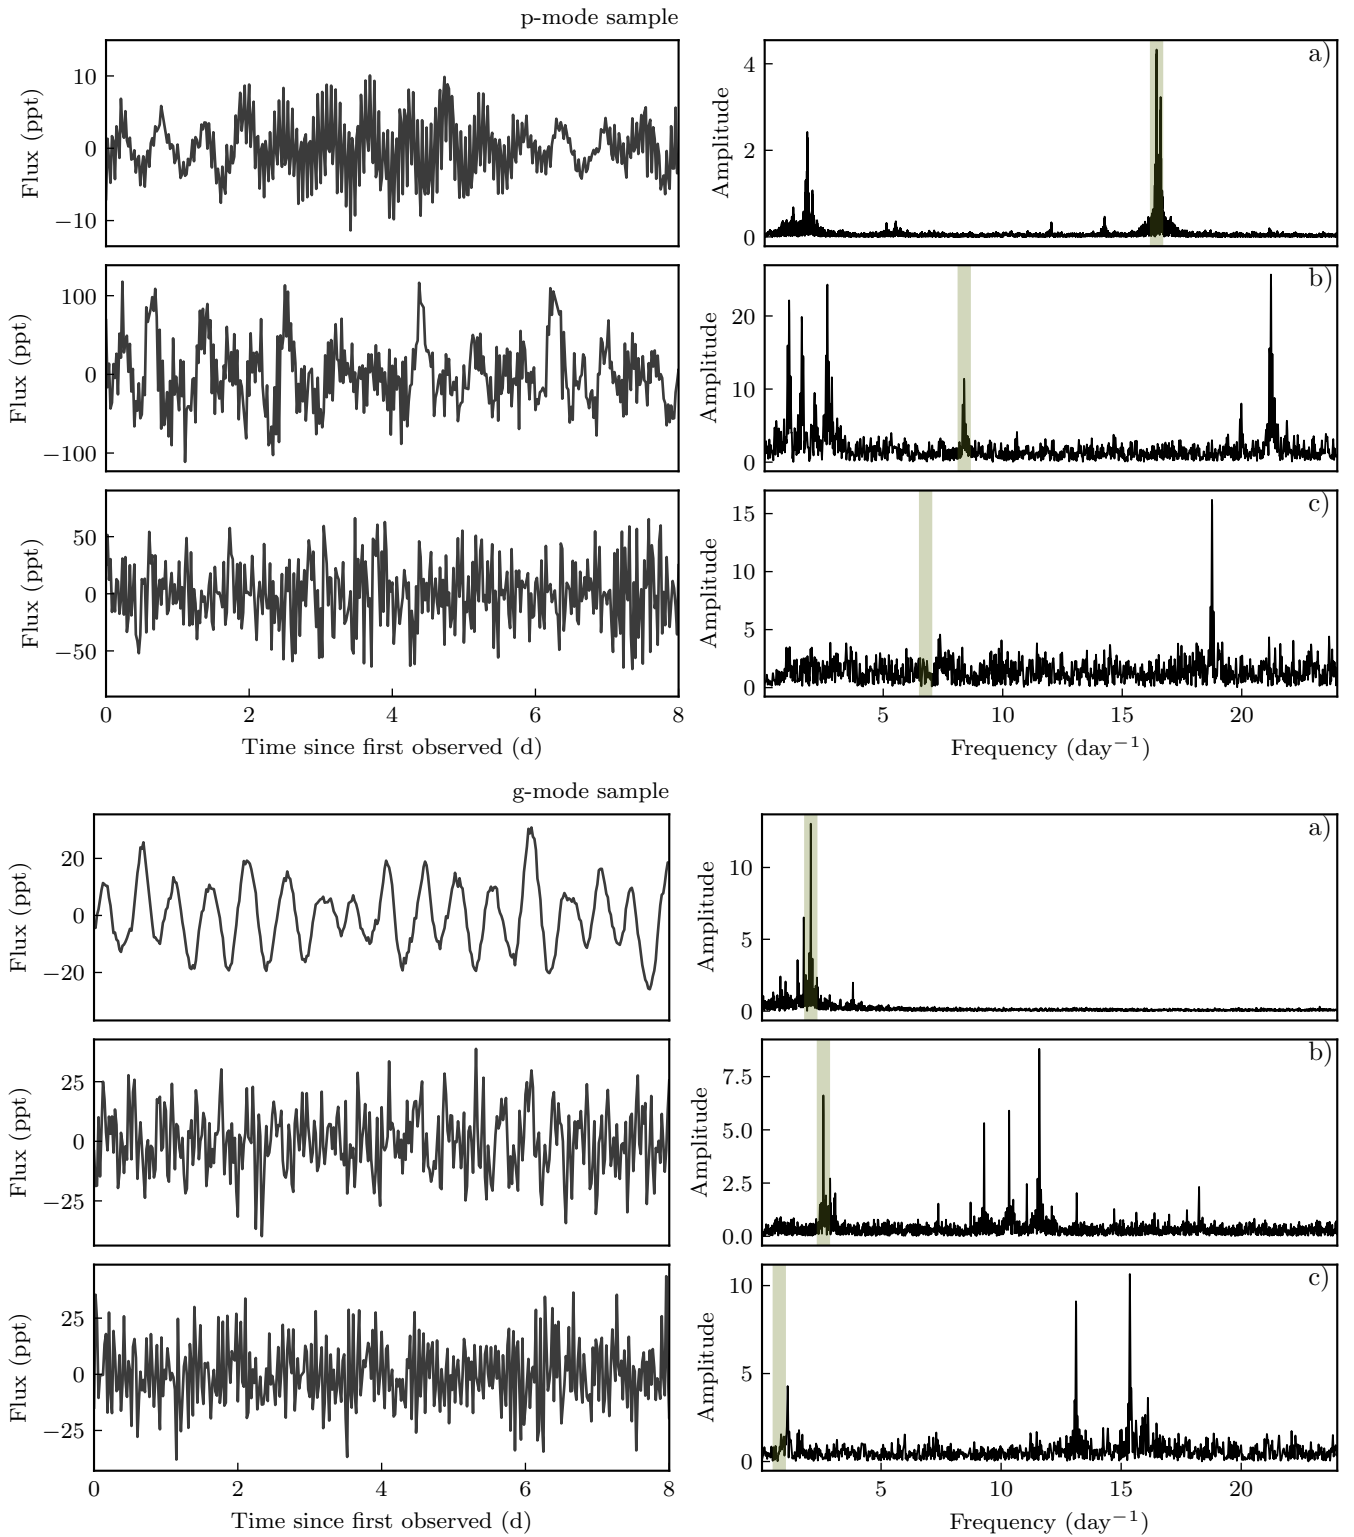 p-mode sample
Flux (ppt)
10
0
−10
Amplitude
4
2
0
a)
Flux (ppt)
100
0
−100
Amplitude
20
10
0
b)
Flux (ppt)
50
0
−50
Amplitude
15
10
5
0
c)
0 2 4 6 8
5 10 15 20
Time since first observed (d)
Frequency (day⁻¹)
g-mode sample
Flux (ppt)
20
0
−20
Amplitude
10
5
0
a)
Flux (ppt)
25
0
−25
Amplitude
7.5
5.0
2.5
0.0
b)
Flux (ppt)
25
0
−25
Amplitude
10
5
0
c)
0 2 4 6 8
5 10 15 20
Time since first observed (d)
Frequency (day⁻¹)